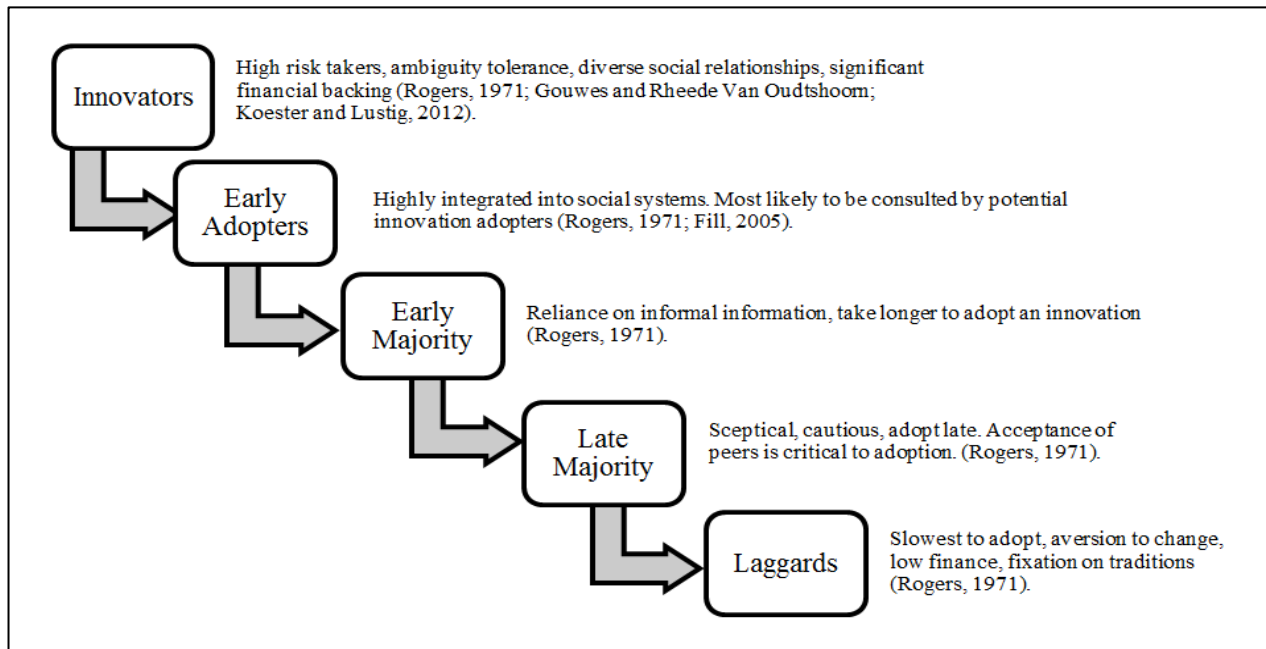 Innovators
High risk takers, ambiguity tolerance, diverse social relationships, significant
financial backing (Rogers, 1971; Gouwes and Rheede Van Oudtshoorn;
Koester and Lustig, 2012).
Early
Adopters
Highly integrated into social systems. Most likely to be consulted by potential
innovation adopters (Rogers, 1971; Fill, 2005).
Early
Majority
Reliance on informal information, take longer to adopt an innovation
(Rogers, 1971).
Late
Majority
Sceptical, cautious, adopt late. Acceptance of
peers is critical to adoption. (Rogers, 1971).
Laggards
Slowest to adopt, aversion to change,
low finance, fixation on traditions
(Rogers, 1971).